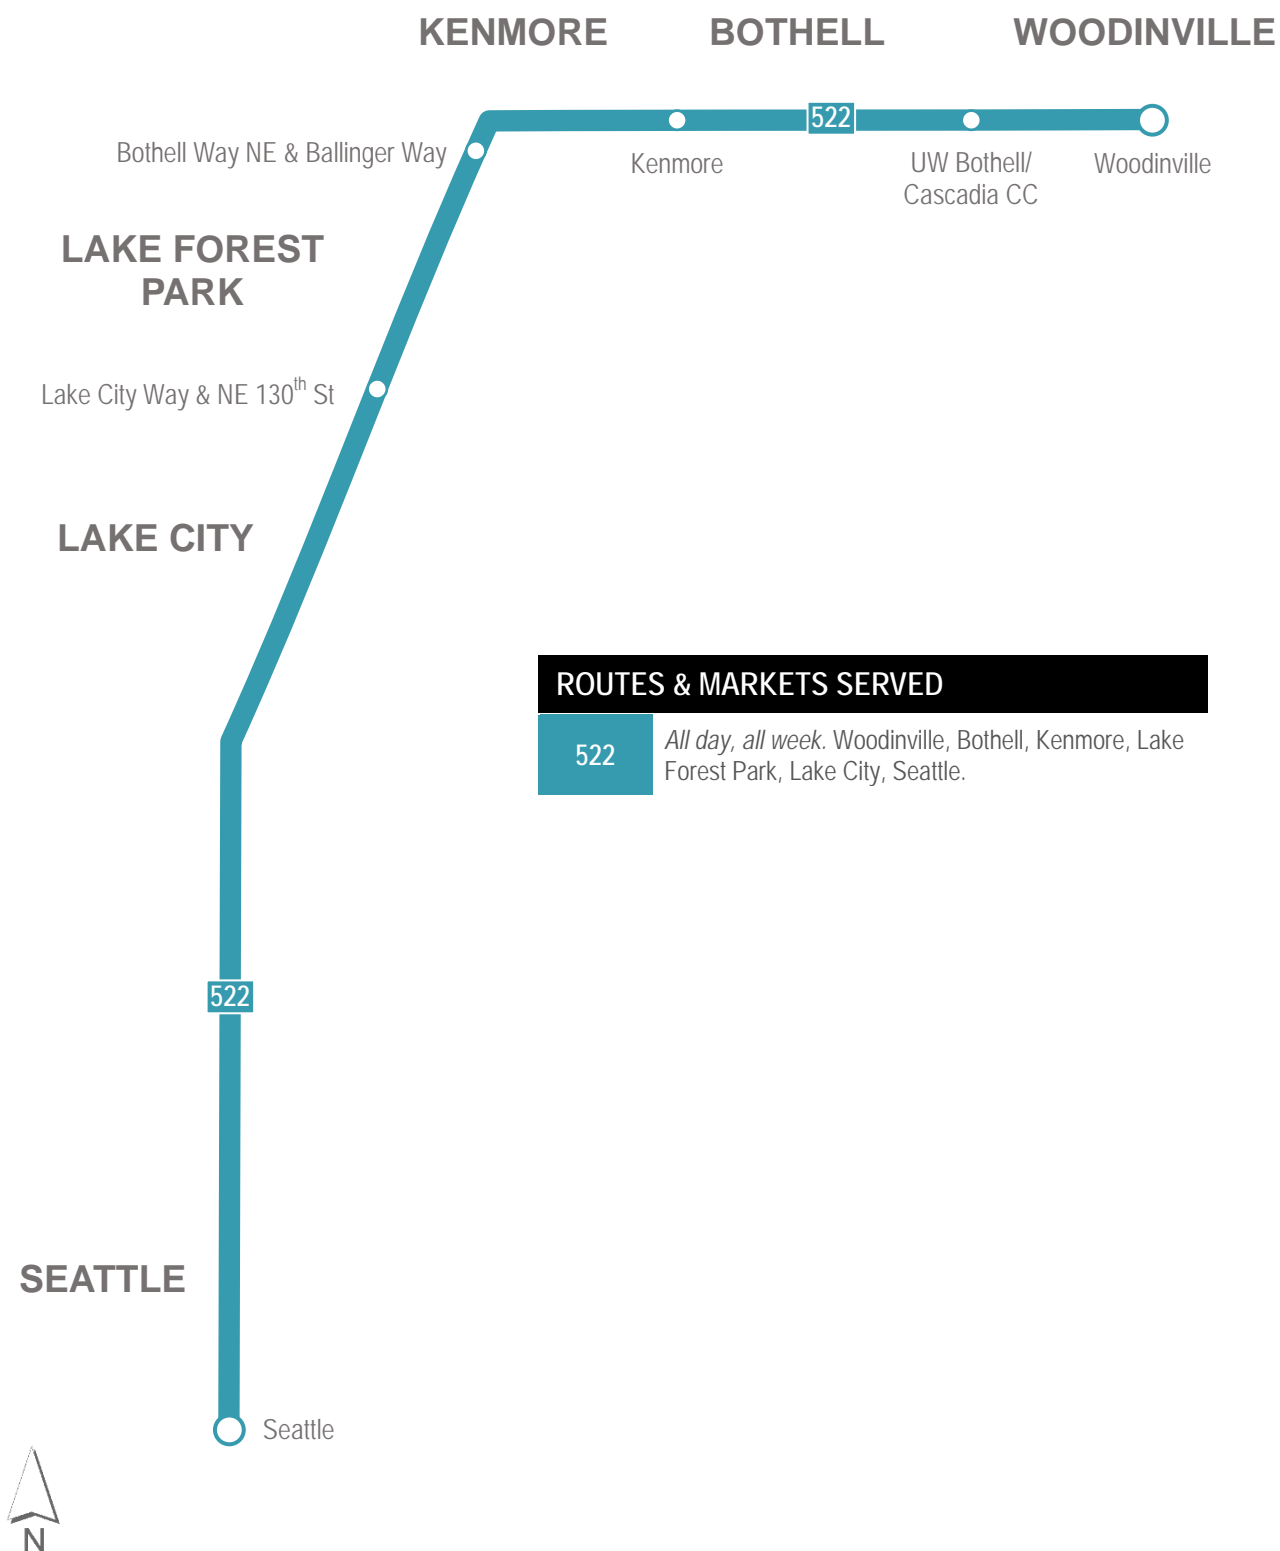 KENMORE BOTHELL WOODINVILLE
522
Bothell Way NE & Ballinger Way
Kenmore
UW Bothell/
Cascadia CC
Woodinville
LAKE FOREST
PARK
Lake City Way & NE 130th St
LAKE CITY
ROUTES & MARKETS SERVED
522
All day, all week. Woodinville, Bothell, Kenmore, Lake
Forest Park, Lake City, Seattle.
522
SEATTLE
Seattle
N